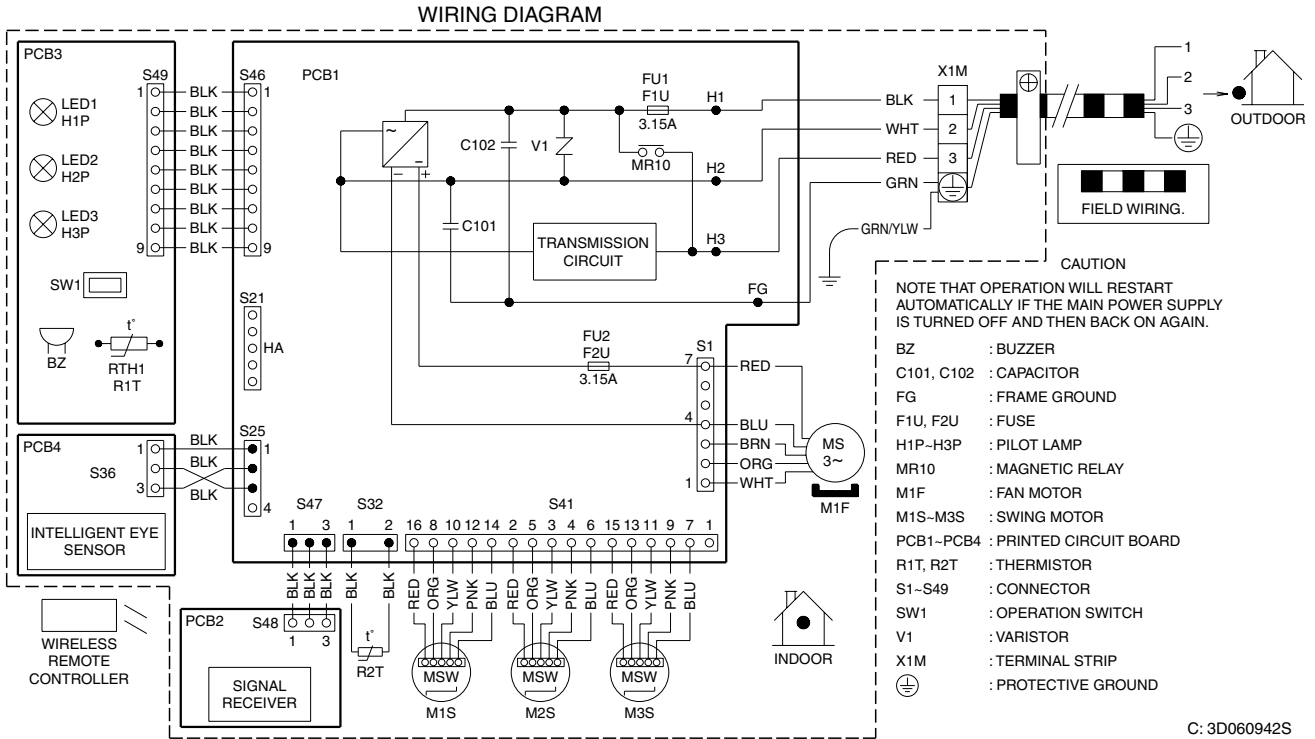 WIRING DIAGRAM
PCB3
S49
S46
PCB1
1
BLK
1
BLK
BLK
BLK
BLK
BLK
BLK
BLK
9
BLK
9
LED1
H1P
LED2
H2P
LED3
H3P
SW1
BZ
t°
RTH1
R1T
S21
HA
~
−
−
+
C102
V1
FU1
F1U
3.15A
MR10
H1
H2
H3
C101
TRANSMISSION
CIRCUIT
FG
FU2
F2U
3.15A
X1M
BLK
1
WHT
2
RED
3
GRN
GRN/YLW
1
2
3
OUTDOOR
FIELD WIRING.
S1
7
RED
4
BLU
BRN
ORG
1
WHT
MS
3~
M1F
PCB4
S36
1
3
BLK
BLK
BLK
S25
1
4
INTELLIGENT EYE
SENSOR
S47
1 3
S32
1 2
S41
16 8 10 12 14 2 5 3 4 6 15 13 11 9 7 1
BLK BLK BLK
BLK BLK
RED ORG YLW PNK BLU
RED ORG YLW PNK BLU
RED ORG YLW PNK BLU
PCB2
S48
1 3
SIGNAL
RECEIVER
t°
R2T
MSW
M1S
MSW
M2S
MSW
M3S
WIRELESS
REMOTE
CONTROLLER
INDOOR
CAUTION
NOTE THAT OPERATION WILL RESTART
AUTOMATICALLY IF THE MAIN POWER SUPPLY
IS TURNED OFF AND THEN BACK ON AGAIN.
BZ : BUZZER
C101, C102 : CAPACITOR
FG : FRAME GROUND
F1U, F2U : FUSE
H1P~H3P : PILOT LAMP
MR10 : MAGNETIC RELAY
M1F : FAN MOTOR
M1S~M3S : SWING MOTOR
PCB1~PCB4 : PRINTED CIRCUIT BOARD
R1T, R2T : THERMISTOR
S1~S49 : CONNECTOR
SW1 : OPERATION SWITCH
V1 : VARISTOR
X1M : TERMINAL STRIP
: PROTECTIVE GROUND
C: 3D060942S